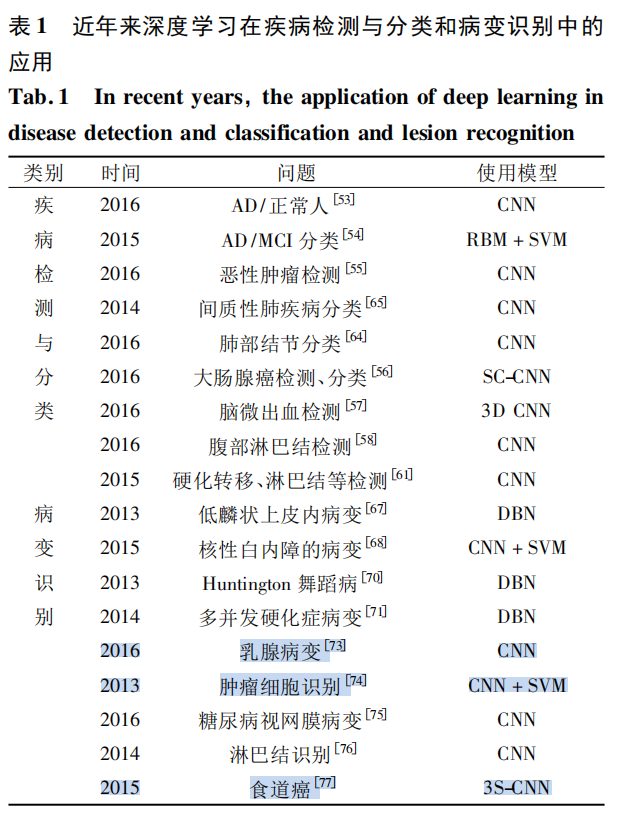 表1 近年来深度学习在疾病检测与分类和病变识别中的
应用
Tab. 1 In recent years, the application of deep learning in
disease detection and classification and lesion recognition
类别 时间 问题 使用模型
疾 2016 AD/正常人[53] CNN
病 2015 AD/MCI 分类[54] RBM + SVM
检 2016 恶性肿瘤检测[55] CNN
测 2014 间质性肺疾病分类[65] CNN
与 2016 肺部结节分类[64] CNN
分 2016 大肠腺癌检测、分类[56] SC-CNN
类 2016 脑微出血检测[57] 3D CNN
2016 腹部淋巴结检测[58] CNN
2015 硬化转移、淋巴结等检测[61] CNN
病 2013 低鳞状上皮内病变[67] DBN
变 2015 核性白内障的病变[68] CNN + SVM
识 2013 Huntington 舞蹈病[70] DBN
别 2014 多并发硬化症病变[71] DBN
2016 乳腺病变[73] CNN
2013 肿瘤细胞识别[74] CNN + SVM
2016 糖尿病视网膜病变[75] CNN
2014 淋巴结识别[76] CNN
2015 食道癌[77] 3S-CNN